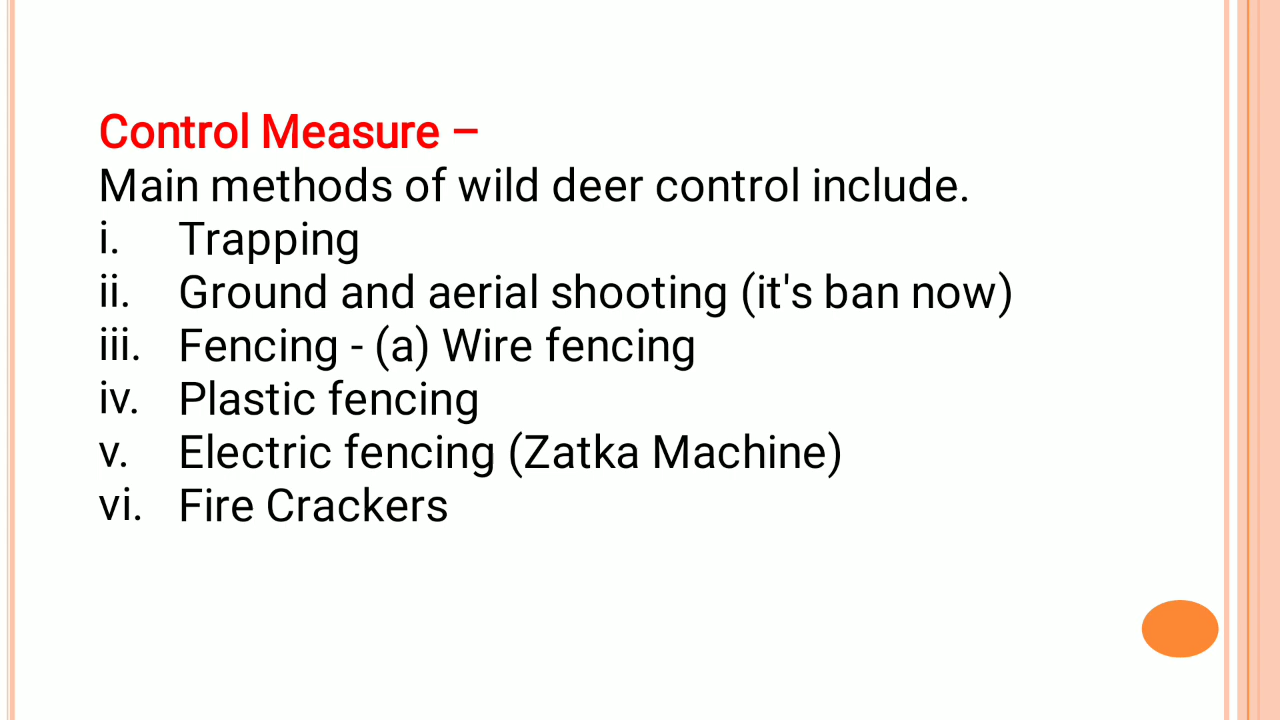 Control Measure –
Main methods of wild deer control include.
i. Trapping
ii. Ground and aerial shooting (it's ban now)
iii. Fencing - (a) Wire fencing
iv. Plastic fencing
v. Electric fencing (Zatka Machine)
vi. Fire Crackers